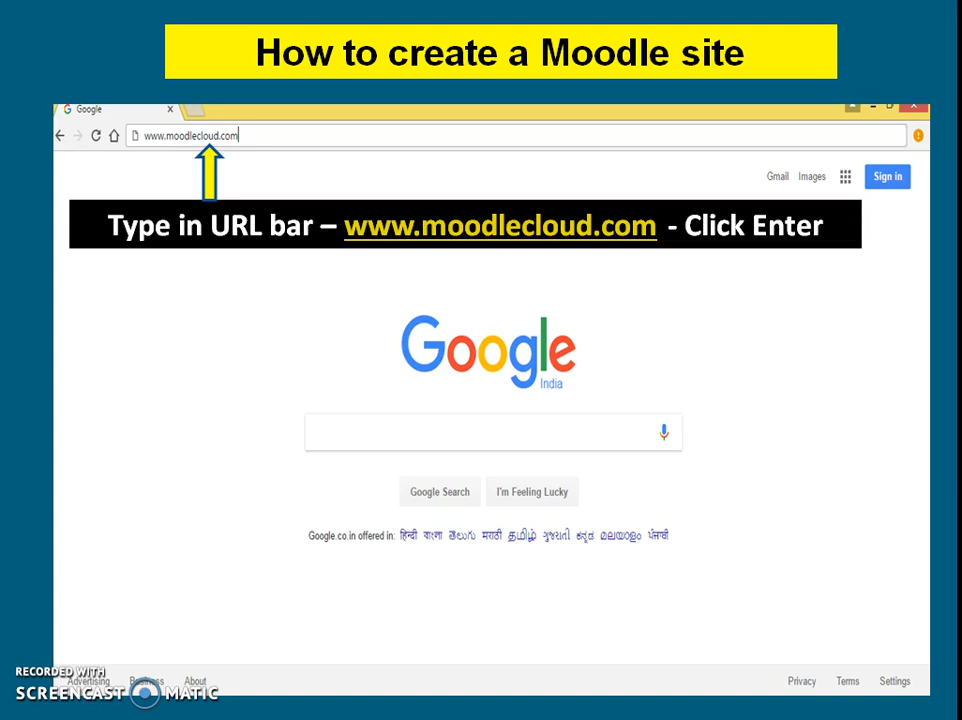 How to create a Moodle site
Google
www.moodlecloud.com
Gmail Images Sign in
Type in URL bar – www.moodlecloud.com - Click Enter
Google
India
Google Search I'm Feeling Lucky
Google.co.in offered in: हिन्दी বাংলা తెలుగు मराठी தமிழ் ગુજરાતી ಕನ್ನಡ മലയാളം ਪੰਜਾਬੀ
RECORDED WITH
Advertising Business About Privacy Terms Settings
SCREENCAST MATIC